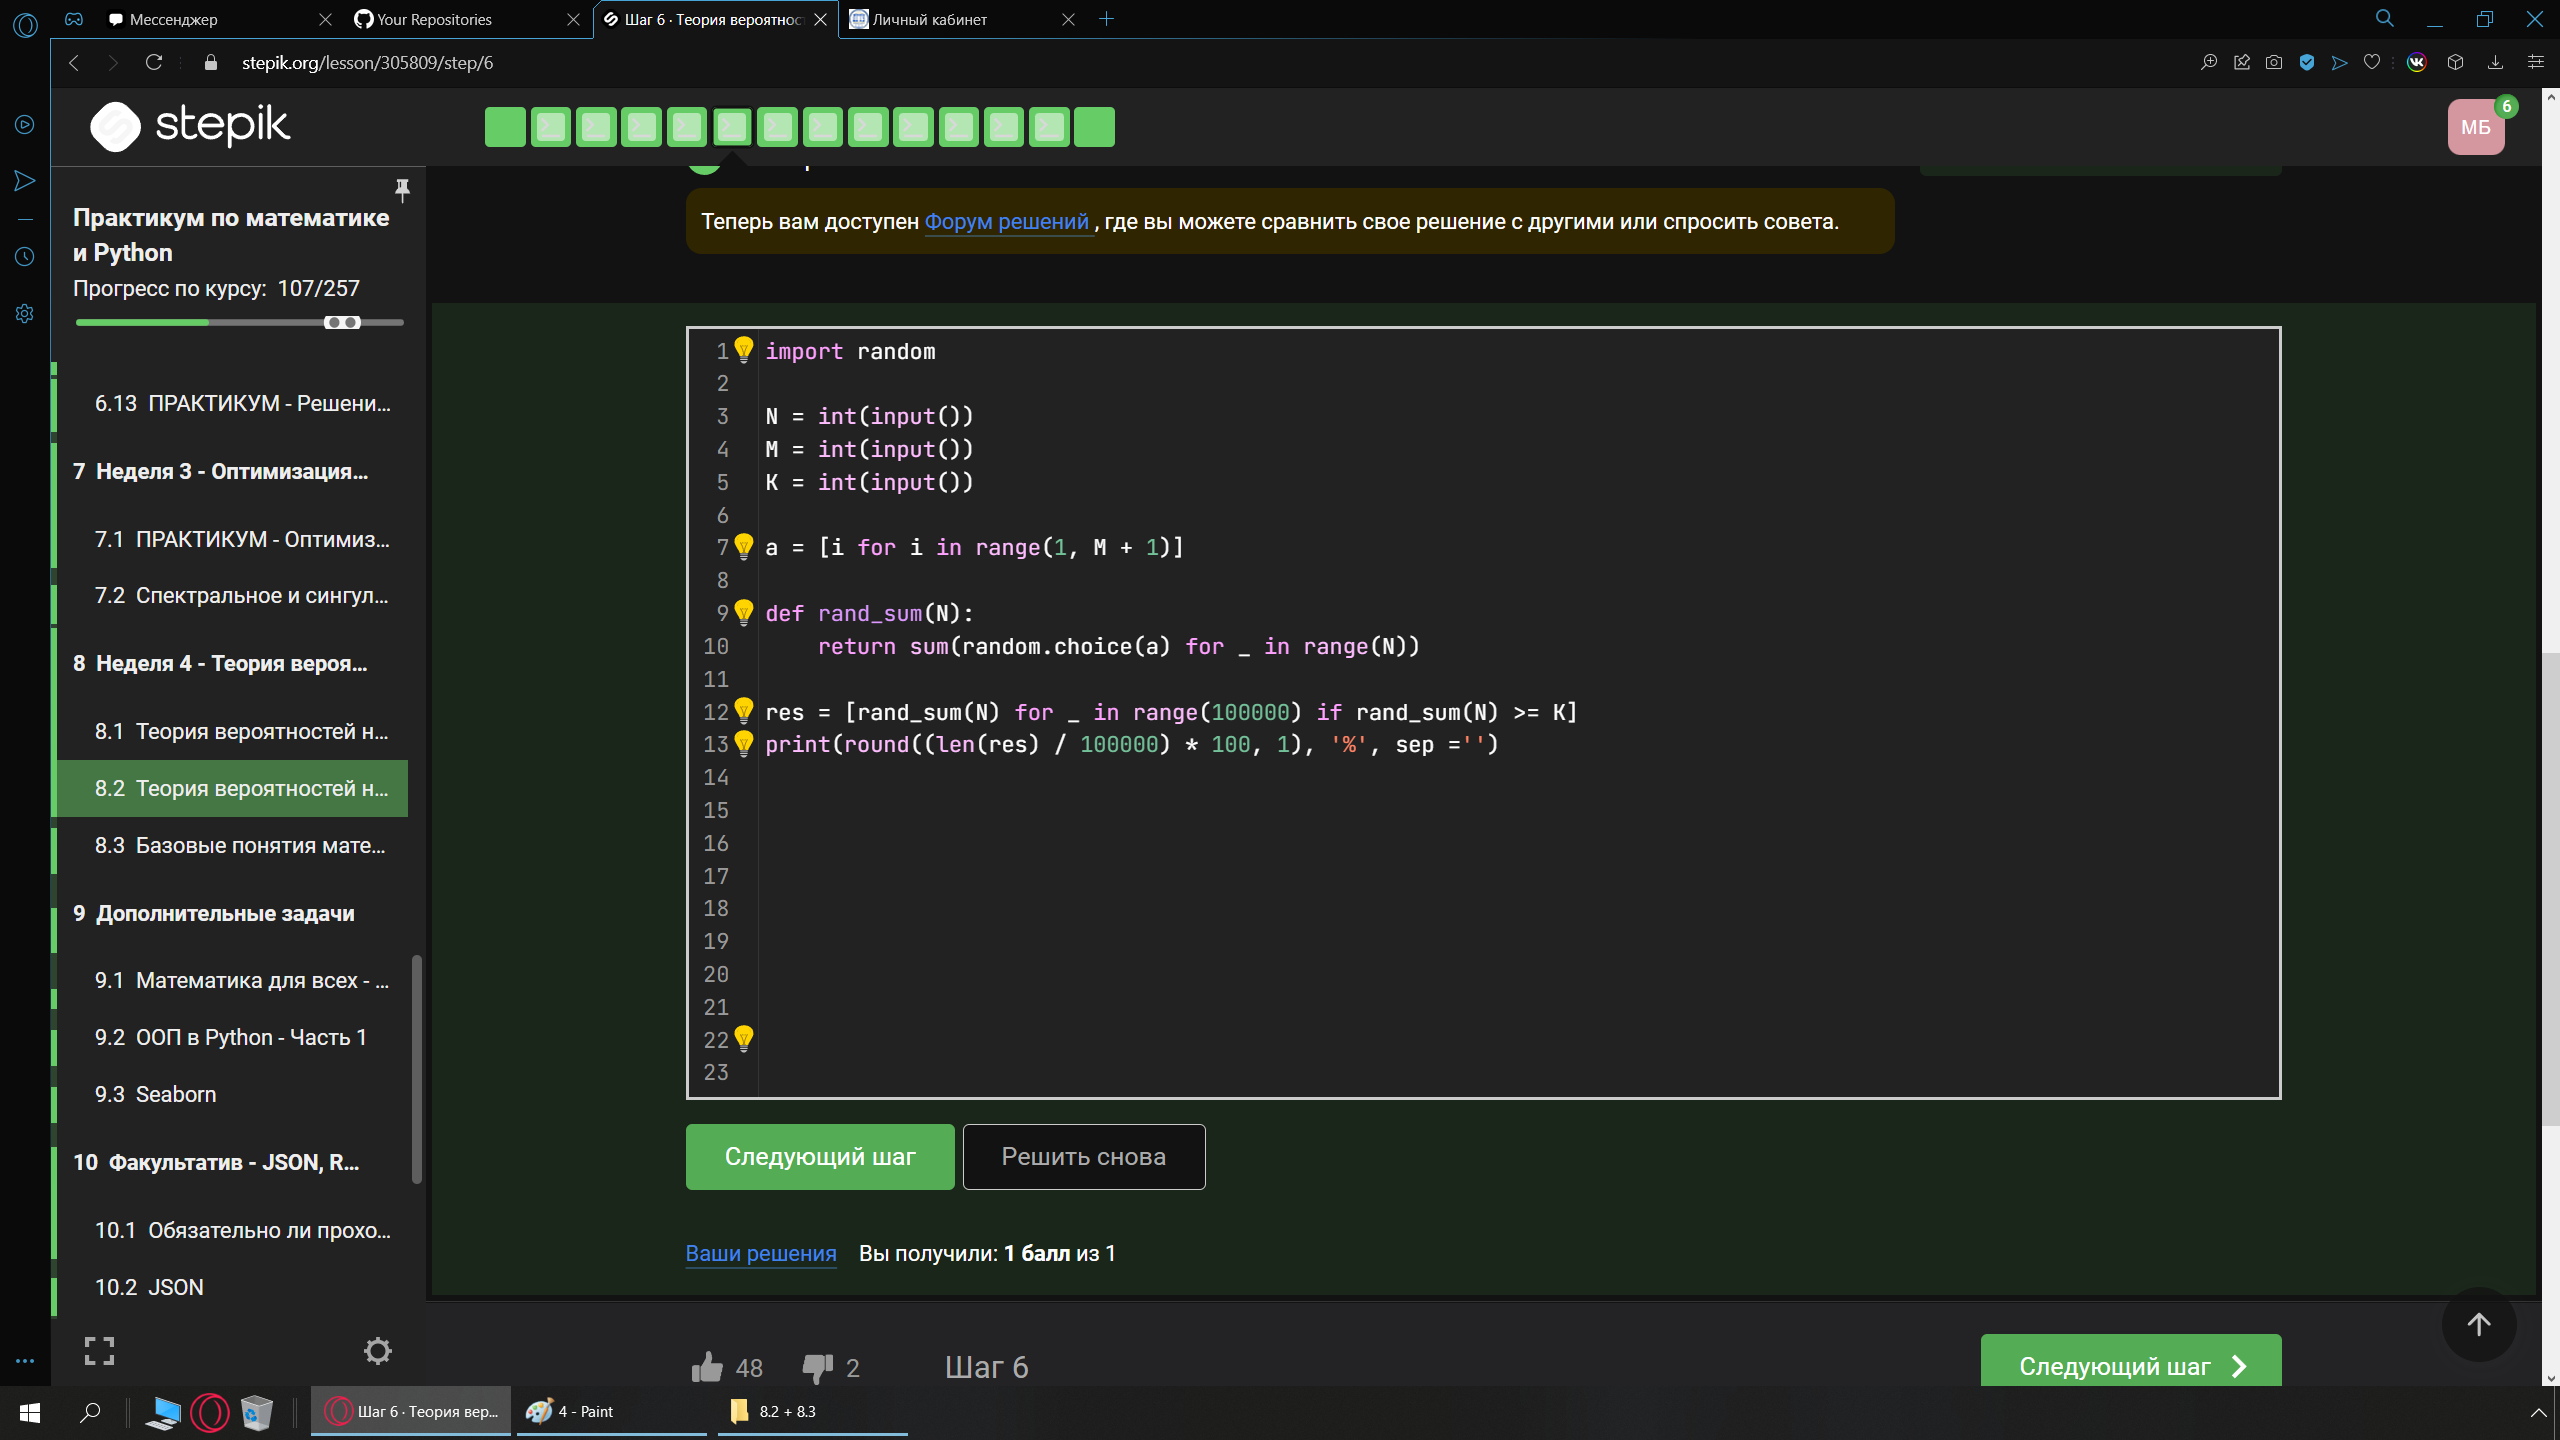 Мессенджер
Your Repositories
Шаг 6 · Теория вероятнос
Личный кабинет
stepik.org/lesson/305809/step/6
stepik
МБ
6
Практикум по математике
и Python
Прогресс по курсу: 107/257
6.13 ПРАКТИКУМ - Решени...
7 Неделя 3 - Оптимизация...
7.1 ПРАКТИКУМ - Оптимиз...
7.2 Спектральное и сингул...
8 Неделя 4 - Теория вероя...
8.1 Теория вероятностей н...
8.2 Теория вероятностей н...
8.3 Базовые понятия мате...
9 Дополнительные задачи
9.1 Математика для всех - ...
9.2 ООП в Python - Часть 1
9.3 Seaborn
10 Факультатив - JSON, R...
10.1 Обязательно ли прохо...
10.2 JSON
Теперь вам доступен Форум решений , где вы можете сравнить свое решение с другими или спросить совета.
1 import random
2
3 N = int(input())
4 M = int(input())
5 K = int(input())
6
7 a = [i for i in range(1, M + 1)]
8
9 def rand_sum(N):
10 return sum(random.choice(a) for _ in range(N))
11
12 res = [rand_sum(N) for _ in range(100000) if rand_sum(N) >= K]
13 print(round((len(res) / 100000) * 100, 1), '%', sep ='')
14
15
16
17
18
19
20
21
22
23
Следующий шаг
Решить снова
Ваши решения Вы получили: 1 балл из 1
48 2 Шаг 6
Следующий шаг
Шаг 6 · Теория вер...
4 - Paint
8.2 + 8.3